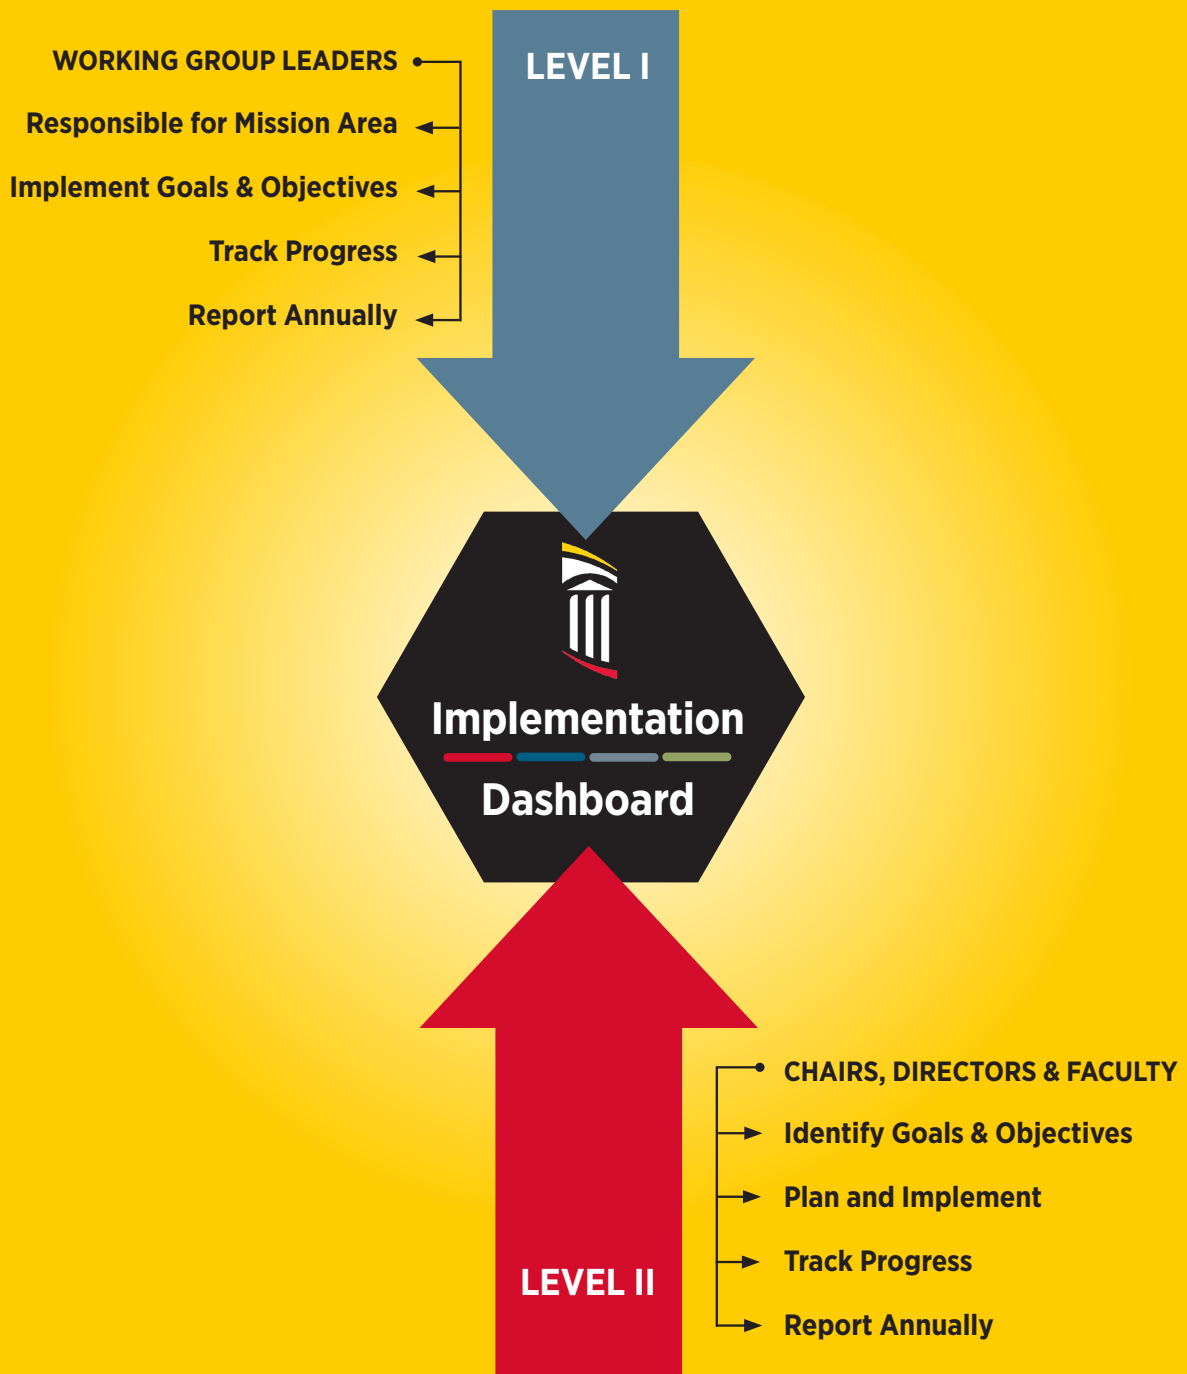 WORKING GROUP LEADERS
Responsible for Mission Area
Implement Goals & Objectives
Track Progress
Report Annually
LEVEL I
Implementation
Dashboard
LEVEL II
CHAIRS, DIRECTORS & FACULTY
Identify Goals & Objectives
Plan and Implement
Track Progress
Report Annually